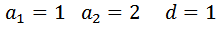 a₁ = 1 a₂ = 2 d = 1